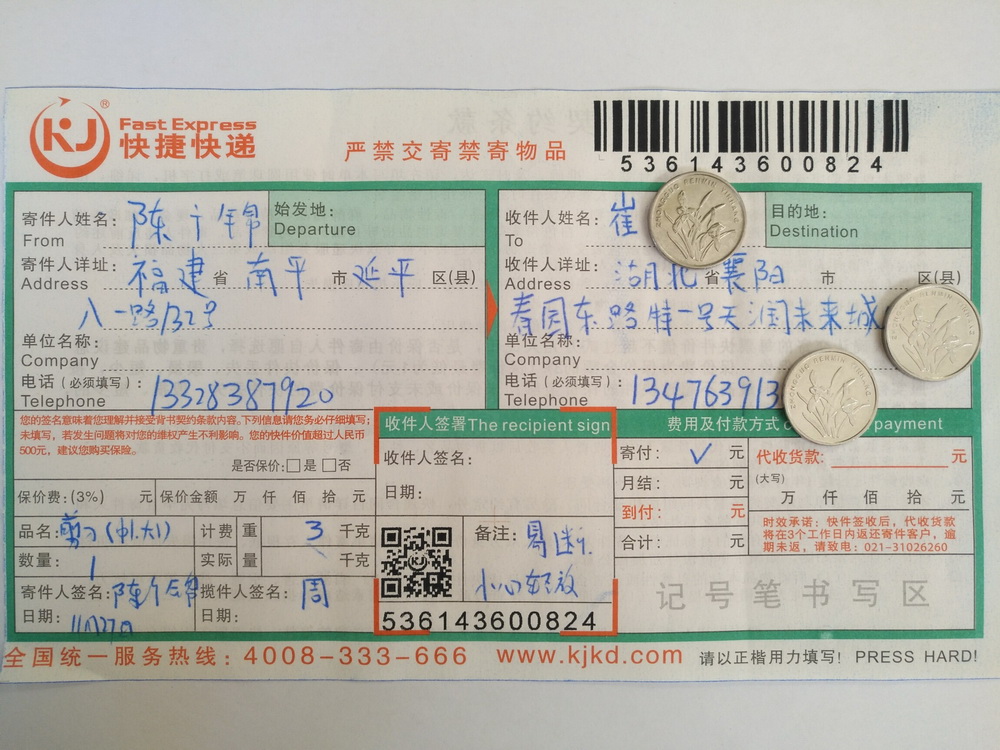 KJ ® Fast Express
快捷快递
严禁交寄禁寄物品
536143600824
寄件人姓名: 陈 锦
From
始发地:
Departure
寄件人详址: 福建 省 南平 市 延平 区(县)
Address
八一路132号
单位名称:
Company
电话(必须填写): 13328387920
Telephone
收件人姓名: 崔
To
目的地:
Destination
收件人详址: 湖北 省 襄阳 市 区(县)
Address
春园东路特一号天润未来城
单位名称:
Company
电话(必须填写): 134763913
Telephone
您的签名意味着您理解并接受背书契约条款内容。下列信息请您务必仔细填写;
未填写,若发生问题将对您的维权产生不利影响。您的快件价值超过人民币
500元,建议您购买保险。
是否保价:□是 □否
保价费:(3%) 元 保价金额 万 仟 佰 拾 元
品名: 剪刀(中1.大1) 计费 重 3 千克
数量: 1 实际 量 千克
寄件人签名: 陈 锦 揽件人签名: 周
日期: 11月27日 日期:
收件人签署The recipient sign
收件人签名:
日期:
备注: 易
小心轻放
536143600824
费用及付款方式 payment
寄付: ✓ 元
月结: 元
到付: 元
合计: 元
代收货款: 元
(大写)
万 仟 佰 拾 元
时效承诺:快件签收后,代收货款
将在3个工作日内返还寄件客户,逾
期未返,请致电:021-31026260
记号笔书写区
全国统一服务热线:4008-333-666 www.kjkd.com 请以正楷用力填写! PRESS HARD!